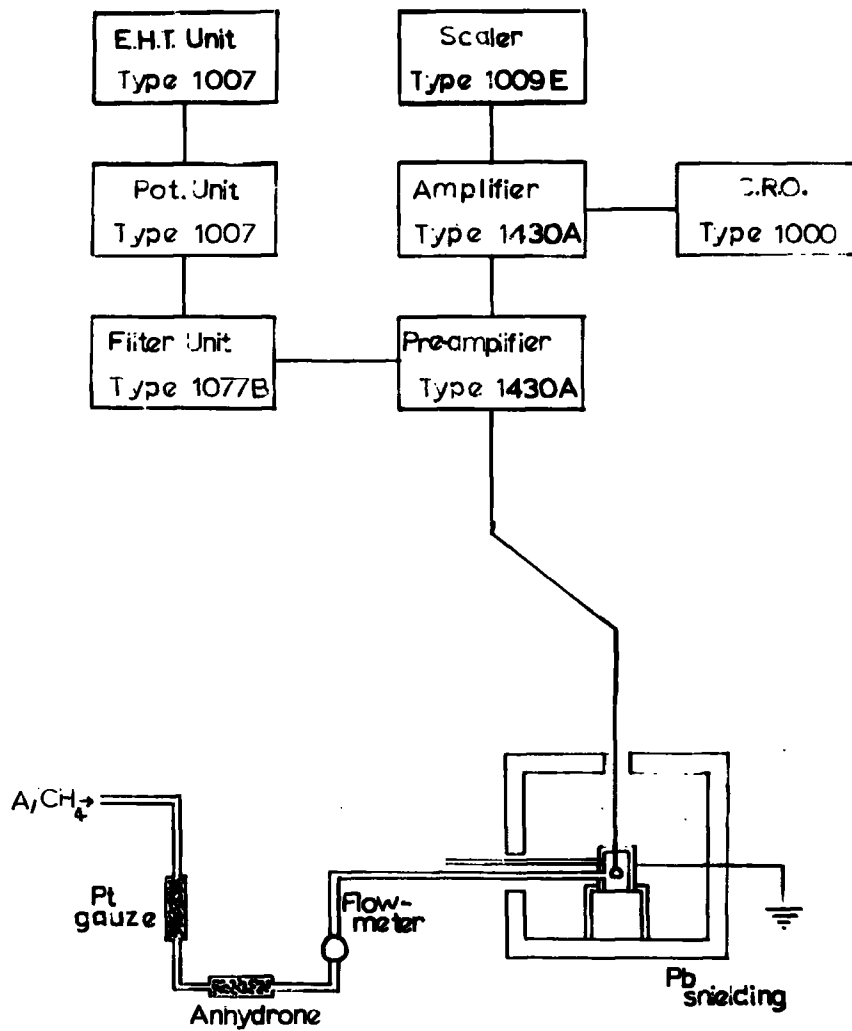 E.H.T. Unit
Type 1007
Scaler
Type 1009E
Pot. Unit
Type 1007
Amplifier
Type 1430A
C.R.O.
Type 1000
Filter Unit
Type 1077B
Pre-amplifier
Type 1430A
A/CH₄→
Pt
gauze
Flow-
meter
Anhydrone
Pb
shielding